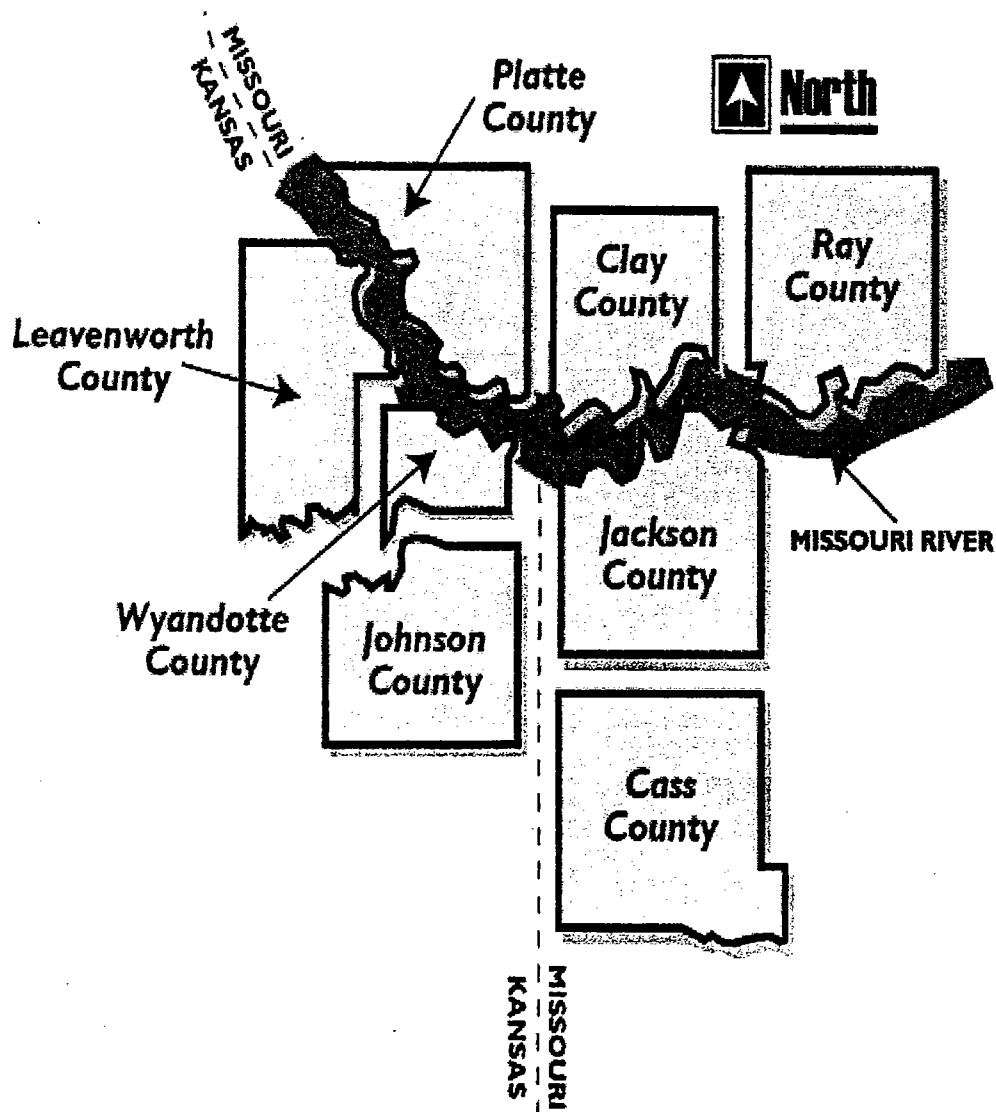 MISSOURI
KANSAS
Platte
County
North
Clay
County
Ray
County
Leavenworth
County
Jackson
County
MISSOURI RIVER
Wyandotte
County
Johnson
County
Cass
County
KANSAS
MISSOURI